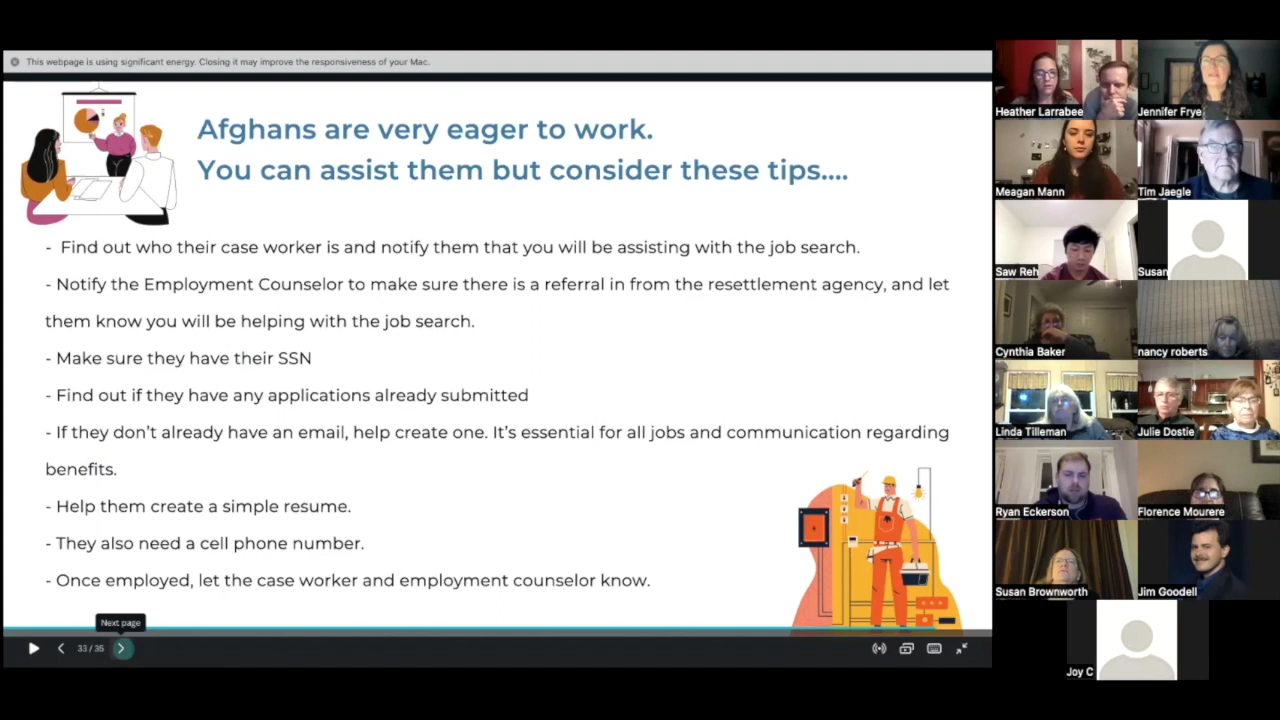 This webpage is using significant energy. Closing it may improve the responsiveness of your Mac.
Afghans are very eager to work.
You can assist them but consider these tips....
- Find out who their case worker is and notify them that you will be assisting with the job search.
- Notify the Employment Counselor to make sure there is a referral in from the resettlement agency, and let
them know you will be helping with the job search.
- Make sure they have their SSN
- Find out if they have any applications already submitted
- If they don’t already have an email, help create one. It’s essential for all jobs and communication regarding
benefits.
- Help them create a simple resume.
- They also need a cell phone number.
- Once employed, let the case worker and employment counselor know.
Next page
33 / 35
Heather Larrabee
Jennifer Frye
Meagan Mann
Tim Jaegle
Saw Reh
Susan
Cynthia Baker
nancy roberts
Linda Tilleman
Julie Dostie
Ryan Eckerson
Florence Mourere
Susan Brownworth
Jim Goodell
Joy C